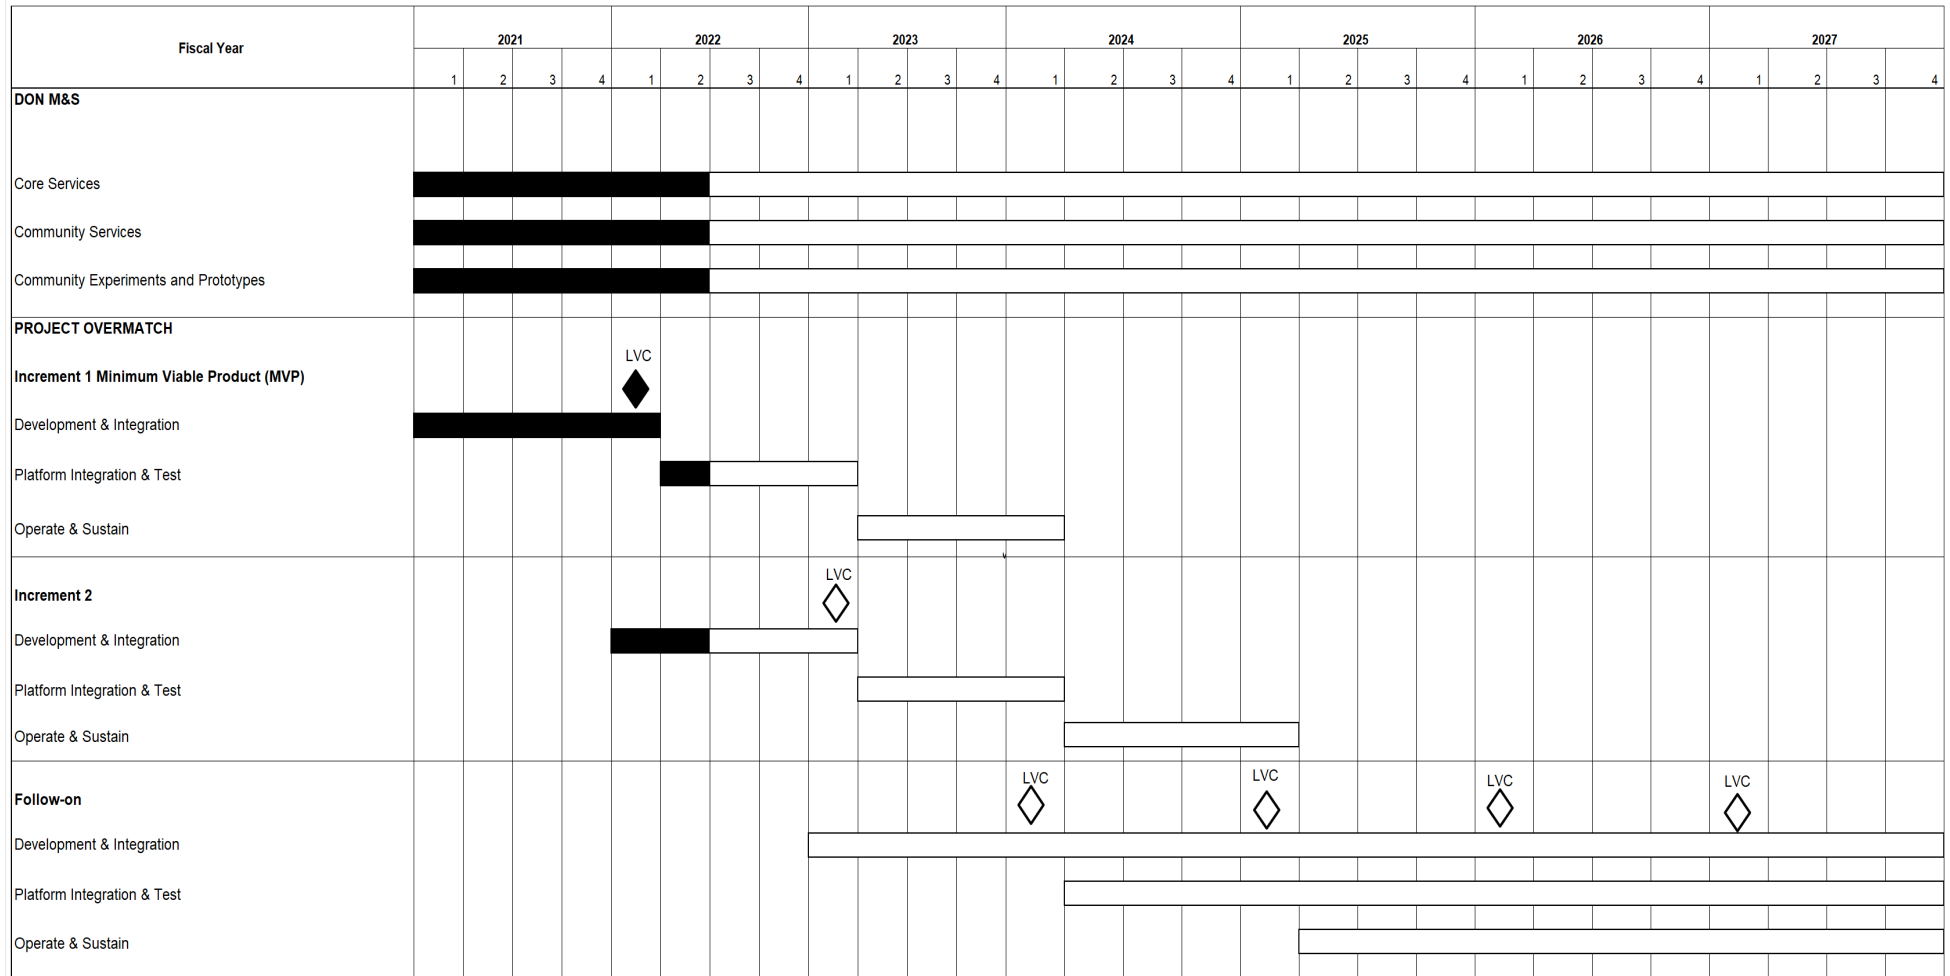 Fiscal Year
2021 2022 2023 2024 2025 2026 2027
1 2 3 4 1 2 3 4 1 2 3 4 1 2 3 4 1 2 3 4 1 2 3 4 1 2 3 4
DON M&S
Core Services
Community Services
Community Experiments and Prototypes
PROJECT OVERMATCH
LVC
Increment 1 Minimum Viable Product (MVP)
Development & Integration
Platform Integration & Test
Operate & Sustain
LVC
Increment 2
Development & Integration
Platform Integration & Test
Operate & Sustain
LVC LVC LVC LVC
Follow-on
Development & Integration
Platform Integration & Test
Operate & Sustain